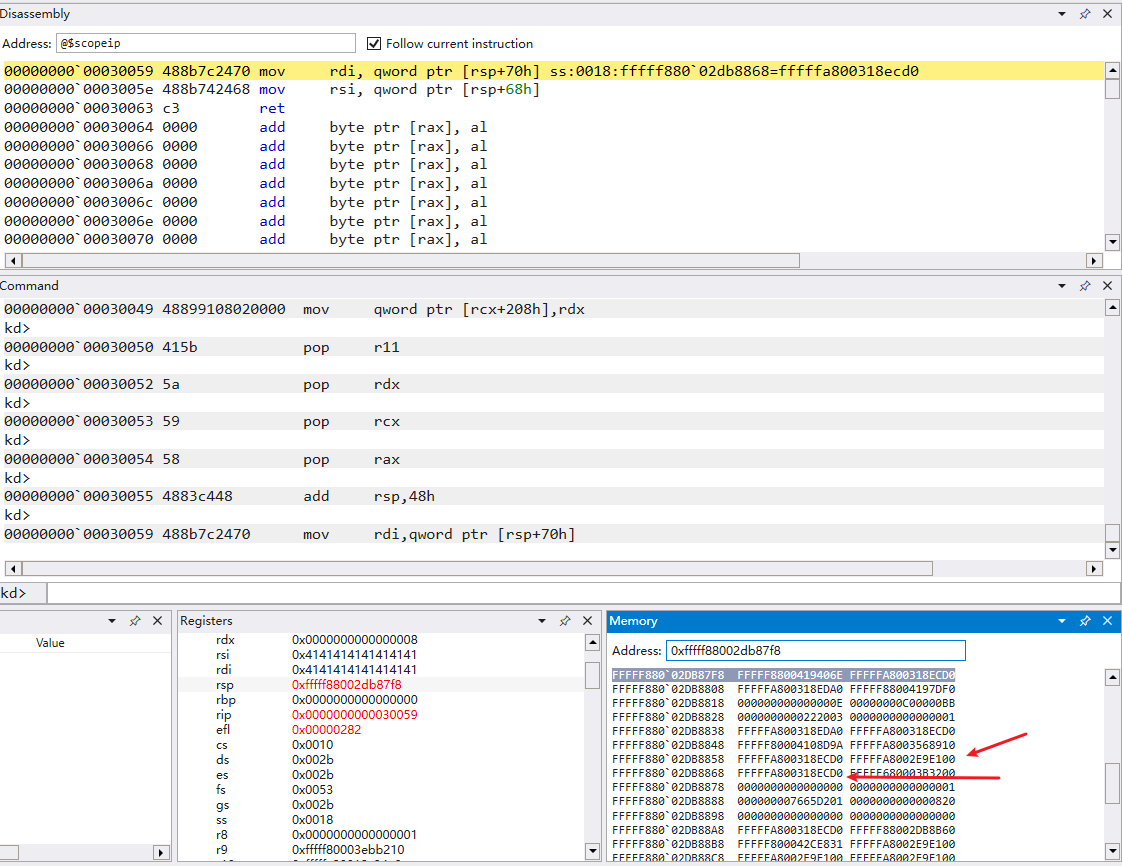 Disassembly
Address: @$scopeip Follow current instruction
00000000`00030059 488b7c2470 mov rdi, qword ptr [rsp+70h] ss:0018:fffff880`02db8868=fffffa800318ecd0
00000000`0003005e 488b742468 mov rsi, qword ptr [rsp+68h]
00000000`00030063 c3 ret
00000000`00030064 0000 add byte ptr [rax], al
00000000`00030066 0000 add byte ptr [rax], al
00000000`00030068 0000 add byte ptr [rax], al
00000000`0003006a 0000 add byte ptr [rax], al
00000000`0003006c 0000 add byte ptr [rax], al
00000000`0003006e 0000 add byte ptr [rax], al
00000000`00030070 0000 add byte ptr [rax], al
Command
00000000`00030049 48899108020000 mov qword ptr [rcx+208h],rdx
kd>
00000000`00030050 415b pop r11
kd>
00000000`00030052 5a pop rdx
kd>
00000000`00030053 59 pop rcx
kd>
00000000`00030054 58 pop rax
kd>
00000000`00030055 4883c448 add rsp,48h
kd>
00000000`00030059 488b7c2470 mov rdi,qword ptr [rsp+70h]
kd>
Value
Registers
rdx 0x0000000000000008
rsi 0x4141414141414141
rdi 0x4141414141414141
rsp 0xfffff88002db87f8
rbp 0x0000000000000000
rip 0x0000000000030059
efl 0x00000282
cs 0x0010
ds 0x002b
es 0x002b
fs 0x0053
gs 0x002b
ss 0x0018
r8 0x0000000000000001
r9 0xfffff80003ebb210
Memory
Address: 0xfffff88002db87f8
FFFFF880`02DB87F8 FFFFF8800419406E FFFFFA800318ECD0
FFFFF880`02DB8808 FFFFFA800318EDA0 FFFFF88004197DF0
FFFFF880`02DB8818 000000000000000E 00000000C00000BB
FFFFF880`02DB8828 0000000000222003 0000000000000001
FFFFF880`02DB8838 FFFFFA800318EDA0 FFFFFA800318ECD0
FFFFF880`02DB8848 FFFFF80004108D9A FFFFFA8003568910
FFFFF880`02DB8858 FFFFFA800318ECD0 FFFFFA8002E9E100
FFFFF880`02DB8868 FFFFFA800318ECD0 FFFFF680003B3200
FFFFF880`02DB8878 0000000000000000 0000000000000001
FFFFF880`02DB8888 000000007665D201 0000000000000820
FFFFF880`02DB8898 0000000000000000 0000000000000000
FFFFF880`02DB88A8 FFFFFA800318ECD0 FFFFF88002DB8B60
FFFFF880`02DB88B8 FFFFF800042CE831 FFFFFA8002E9E100
FFFFF880`02DB88C8 FFFFFA8002E9E100 FFFFFA8002E9E100